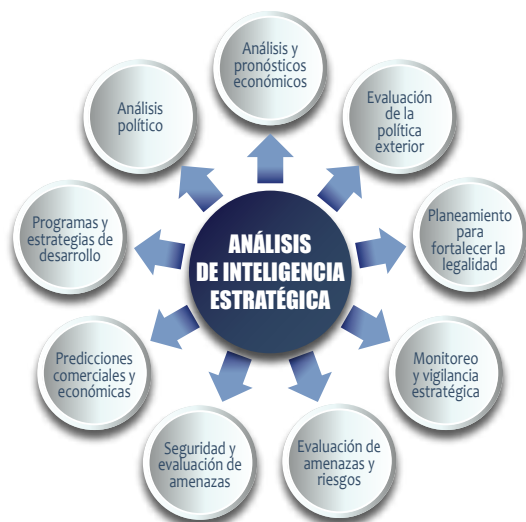 Análisis y
pronósticos
económicos
Evaluación
de la
política
exterior
Planeamiento
para
fortalecer la
legalidad
Monitoreo
y vigilancia
estratégica
Evaluación de
amenazas y
riesgos
Seguridad y
evaluación de
amenazas
Predicciones
comerciales y
económicas
Programas y
estrategias de
desarrollo
Análisis
político
ANÁLISIS
DE INTELIGENCIA
ESTRATÉGICA